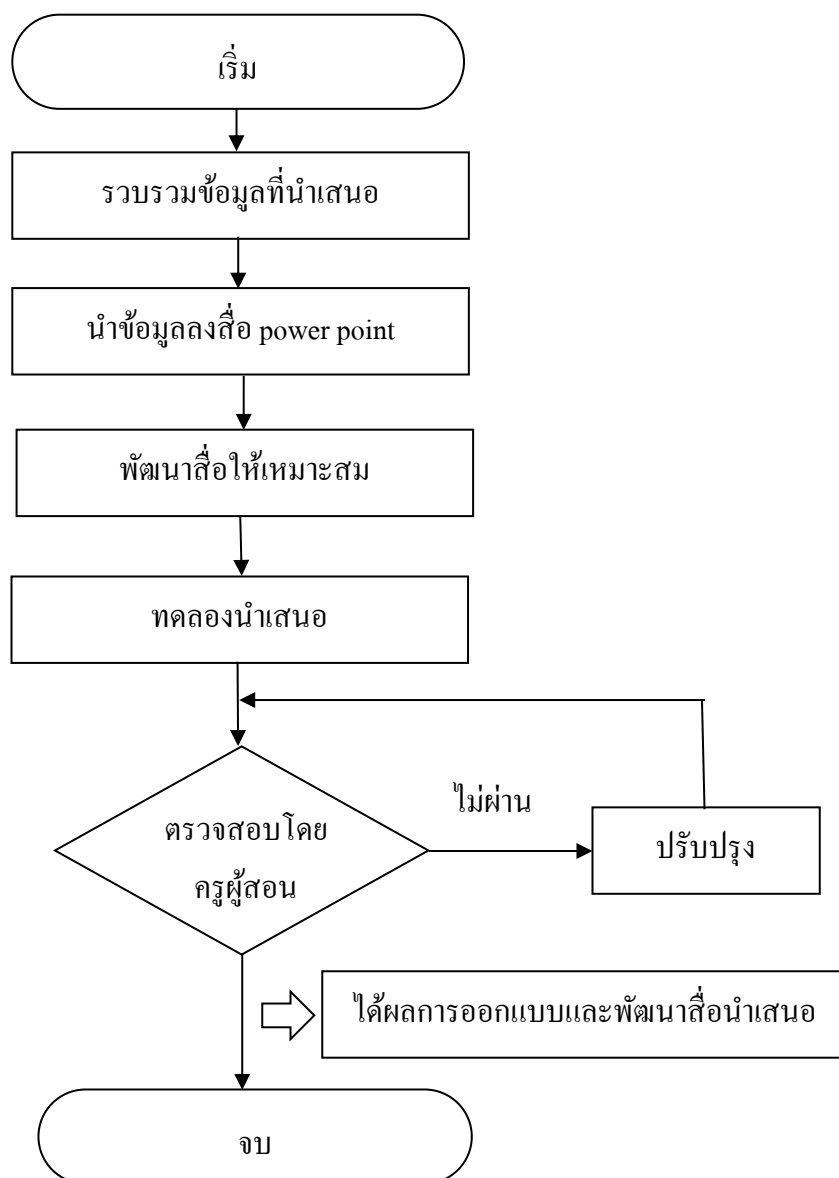 เริ่ม
รวบรวมข้อมูลที่นำเสนอ
นำข้อมูลลงสื่อ power point
พัฒนาสื่อให้เหมาะสม
ทดลองนำเสนอ
ตรวจสอบโดย
ครูผู้สอน
ไม่ผ่าน
ปรับปรุง
ได้ผลการออกแบบและพัฒนาสื่อนำเสนอ
จบ